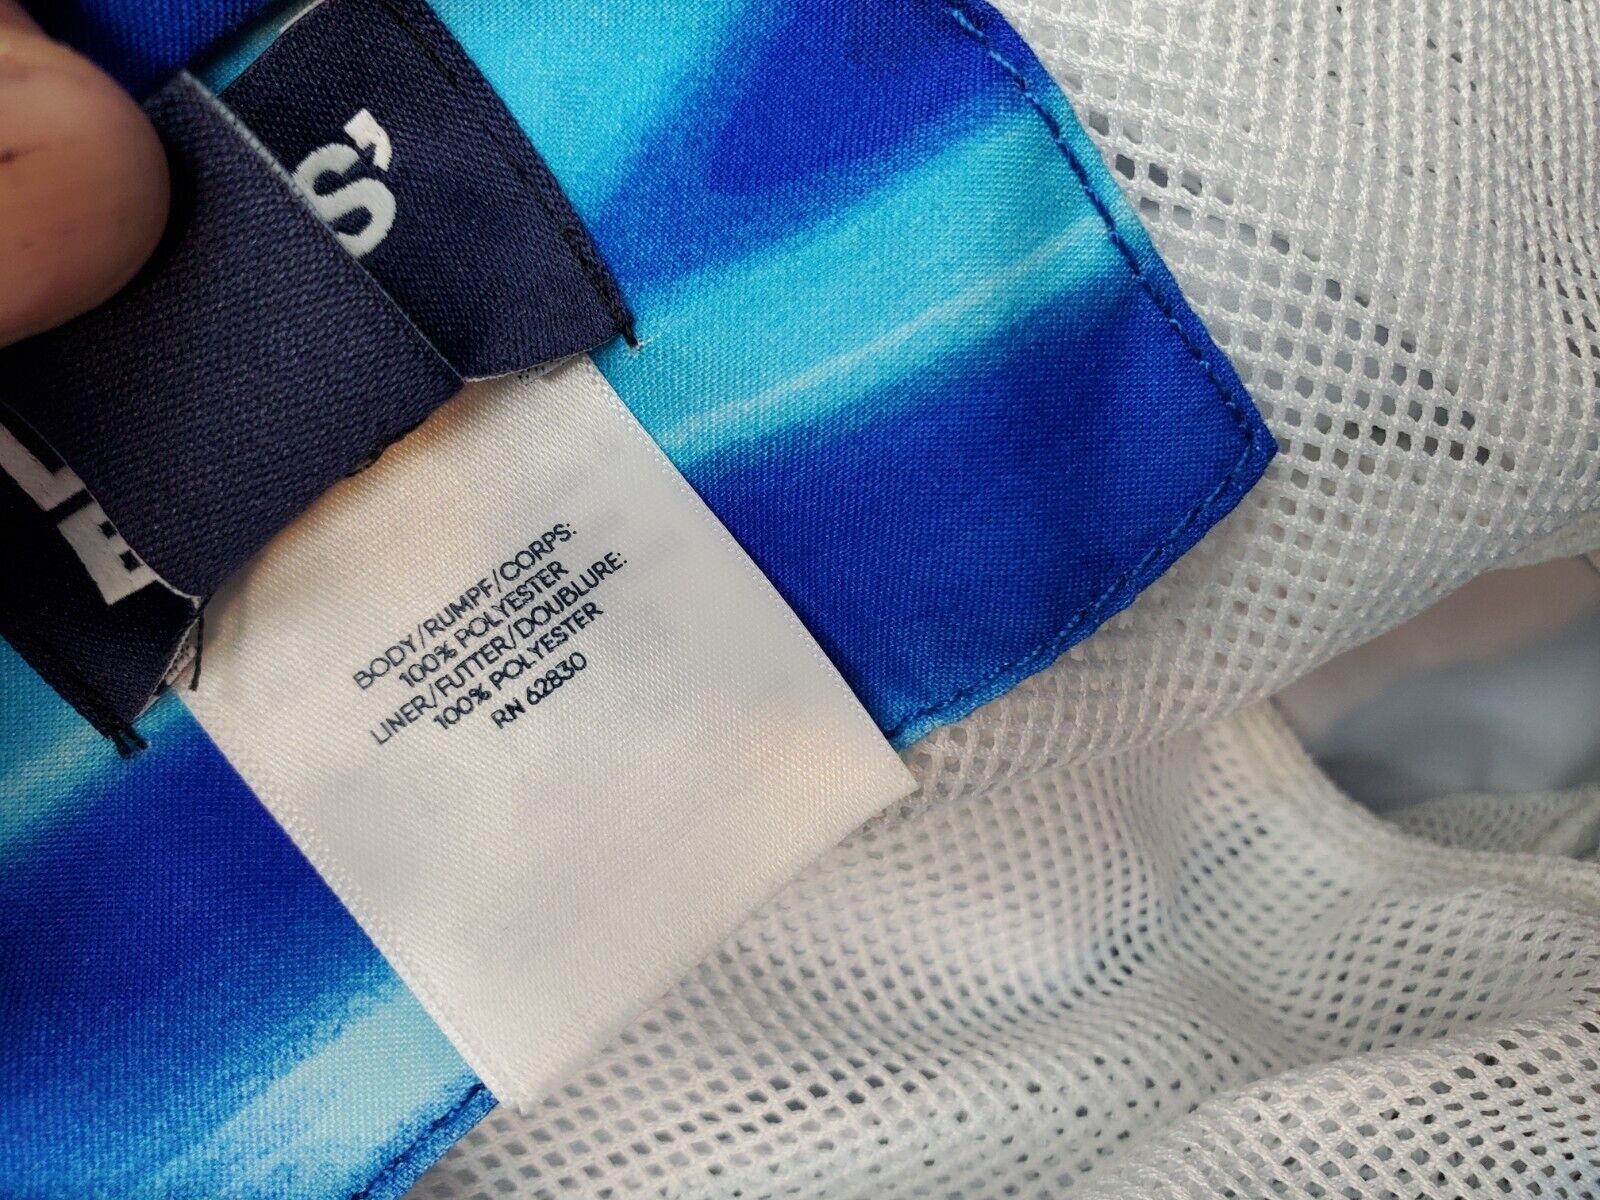 S
BODY/RUMPF/CORPS:
100% POLYESTER
LINER/FUTTER/DOUBLURE:
100% POLYESTER
RN 62830